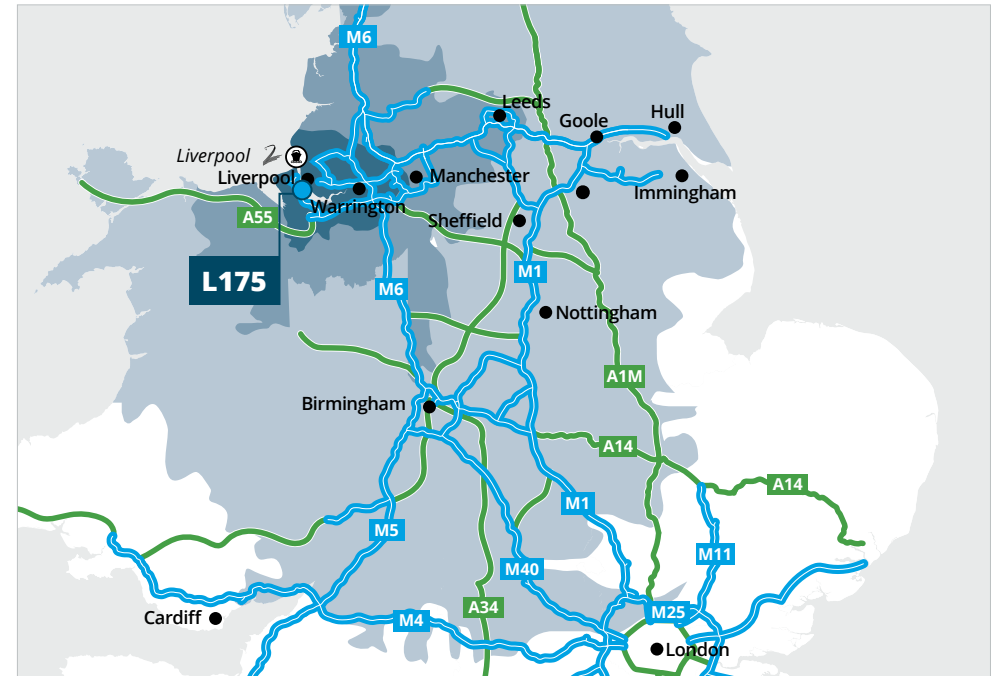 M6
Leeds
Goole
Hull
Liverpool 2
Liverpool
Manchester
Immingham
Warrington
A55
Sheffield
L175
M1
M6
Nottingham
A1M
Birmingham
A14
A14
M1
M5
M11
M40
A34
M25
Cardiff
M4
London